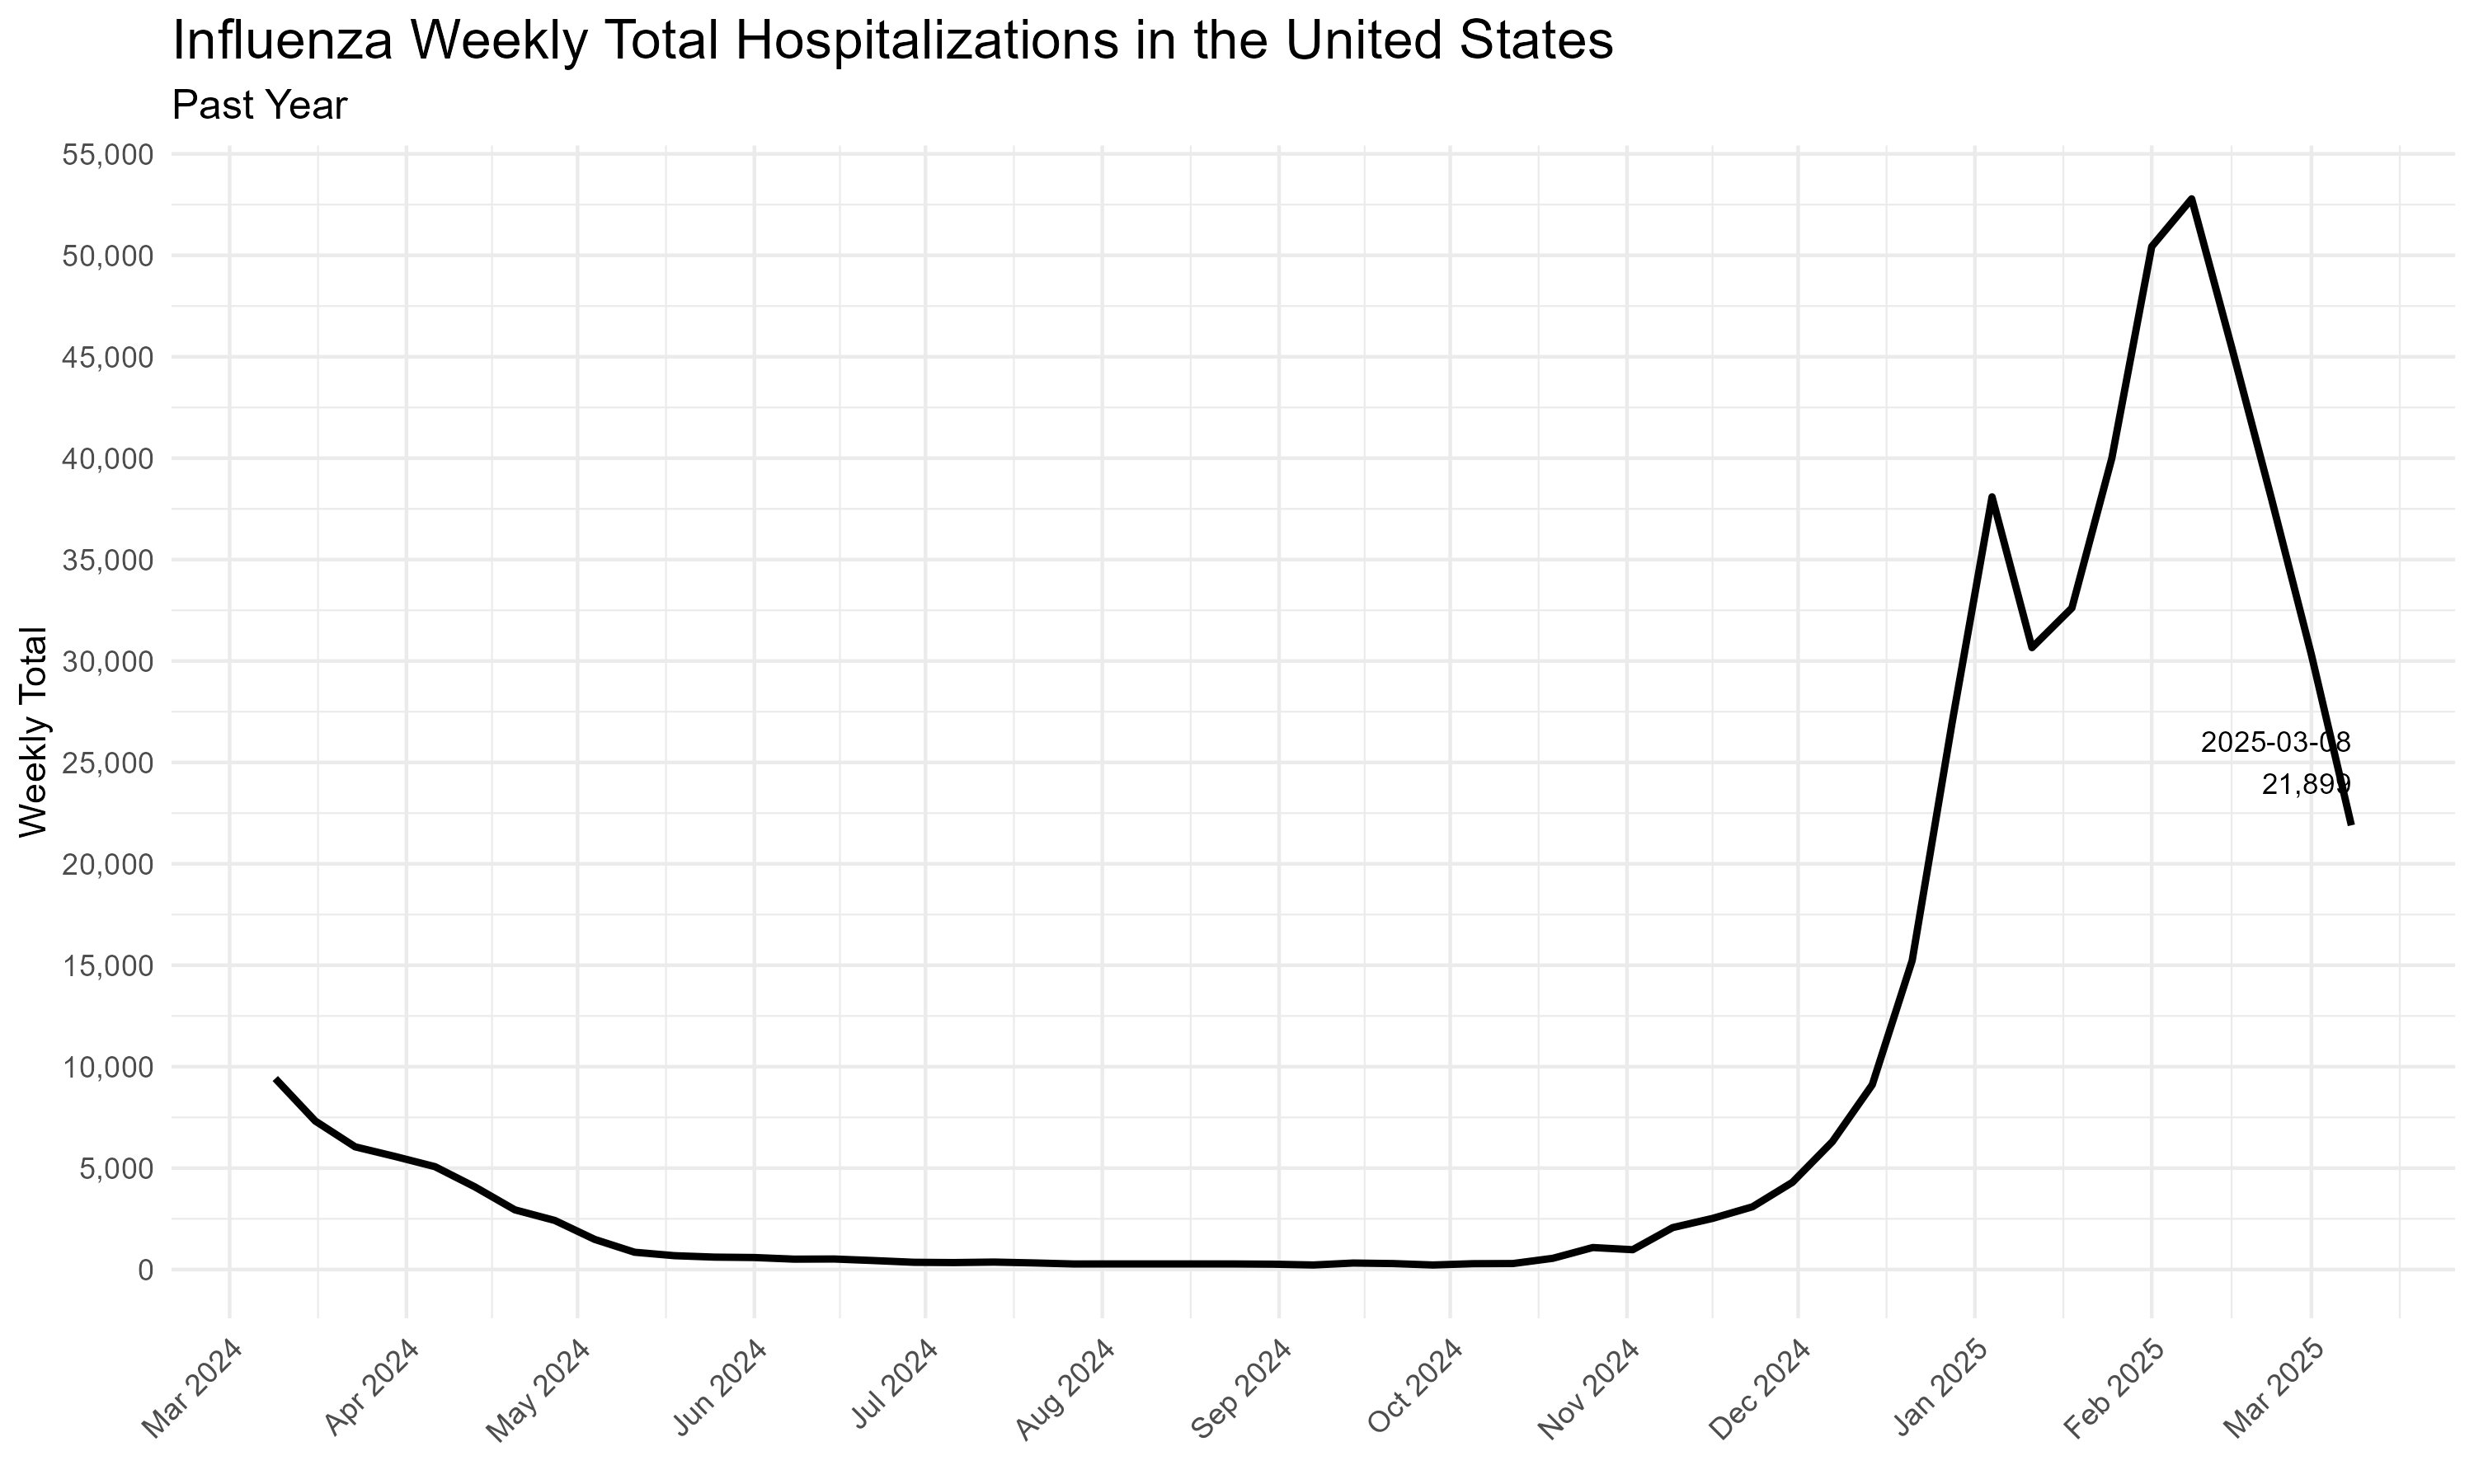 Influenza Weekly Total Hospitalizations in the United States
Past Year
55,000
50,000
45,000
40,000
35,000
30,000
25,000
20,000
15,000
10,000
5,000
0
Weekly Total
2025-03-08
21,899
Mar 2024
Apr 2024
May 2024
Jun 2024
Jul 2024
Aug 2024
Sep 2024
Oct 2024
Nov 2024
Dec 2024
Jan 2025
Feb 2025
Mar 2025